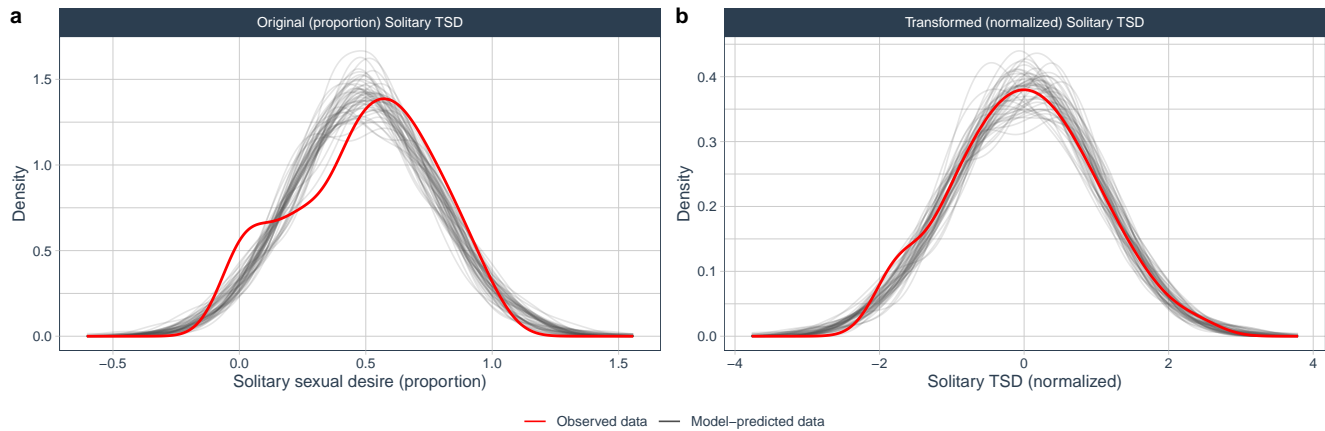 a
Original (proportion) Solitary TSD
Density
1.5
1.0
0.5
0.0
−0.5 0.0 0.5 1.0 1.5
Solitary sexual desire (proportion)
b
Transformed (normalized) Solitary TSD
Density
0.4
0.3
0.2
0.1
0.0
−4 −2 0 2 4
Solitary TSD (normalized)
Observed data Model−predicted data